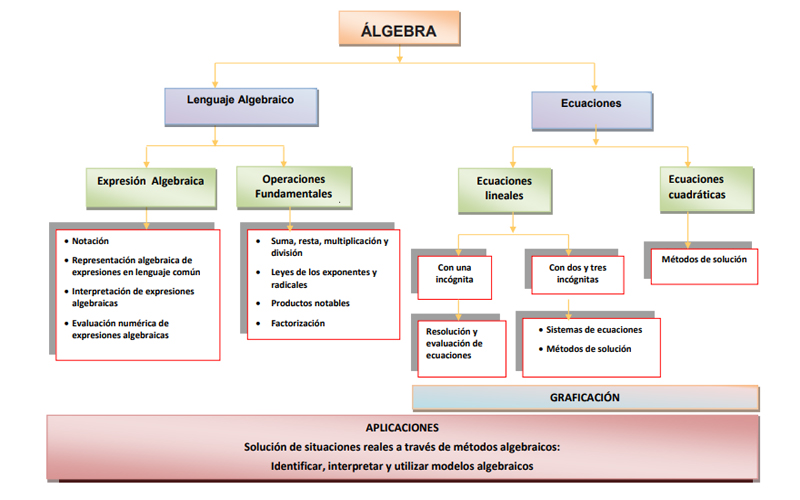 ÁLGEBRA
Lenguaje Algebraico
Ecuaciones
Expresión Algebraica
Operaciones
Fundamentales
Ecuaciones
lineales
Ecuaciones
cuadráticas
• Notación
• Representación algebraica de
expresiones en lenguaje común
• Interpretación de expresiones
algebraicas
• Evaluación numérica de
expresiones algebraicas
• Suma, resta, multiplicación y
división
• Leyes de los exponentes y
radicales
• Productos notables
• Factorización
Con una
incógnita
Con dos y tres
incógnitas
Métodos de solución
Resolución y
evaluación de
ecuaciones
• Sistemas de ecuaciones
• Métodos de solución
GRAFICACIÓN
APLICACIONES
Solución de situaciones reales a través de métodos algebraicos:
Identificar, interpretar y utilizar modelos algebraicos